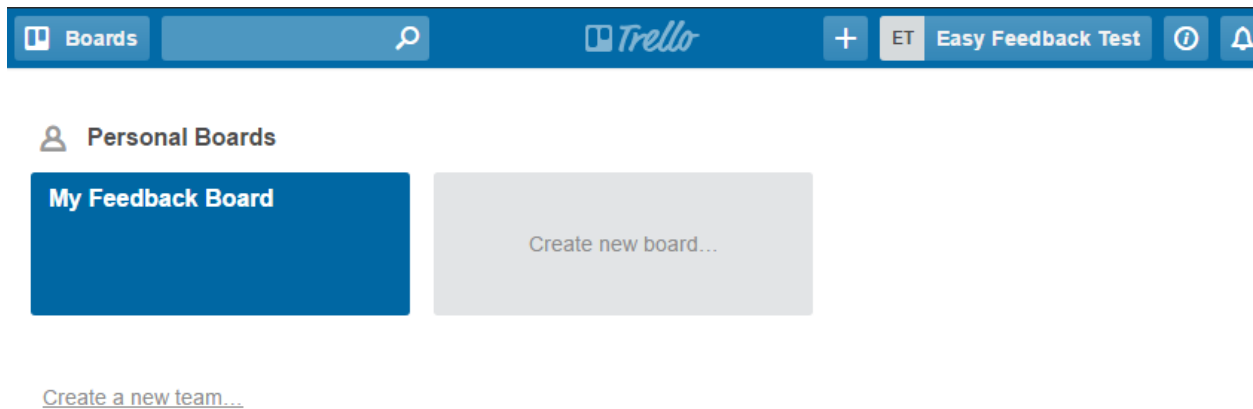 Boards
Trello
ET Easy Feedback Test
Personal Boards
My Feedback Board
Create new board…
Create a new team…